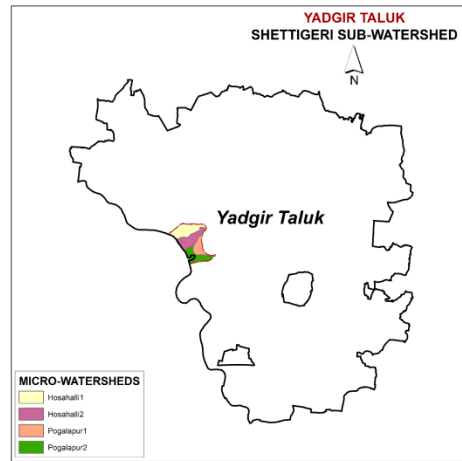 YADGIR TALUK
SHETTIGERI SUB-WATERSHED
N
Yadgir Taluk
MICRO-WATERSHEDS
Hosahalli1
Hosahalli2
Pogalapur1
Pogalapur2